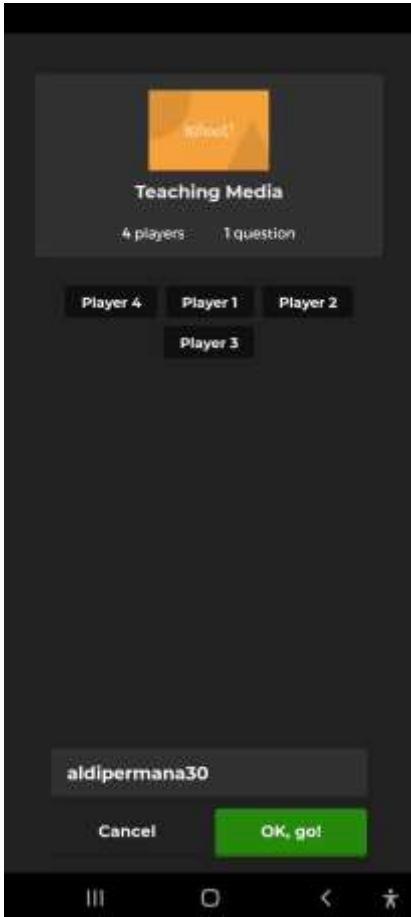 Kahoot!
Teaching Media
4 players 1 question
Player 4 Player 1 Player 2
Player 3
aldipermana30
Cancel OK, go!